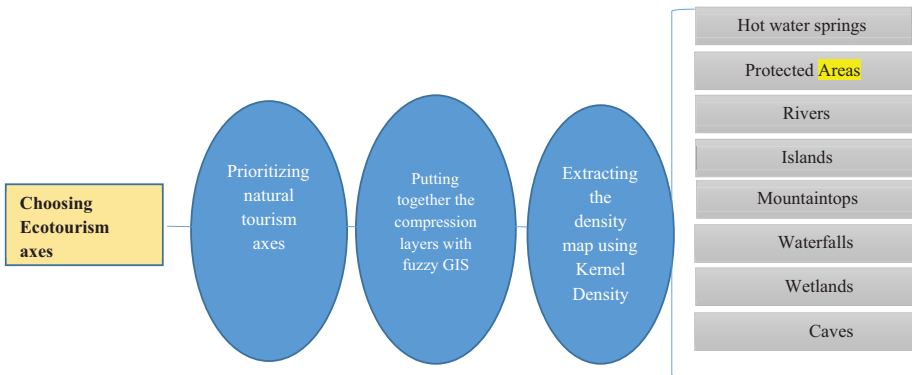 Choosing
Ecotourism
axes
Prioritizing
natural
tourism
axes
Putting
together the
compression
layers with
fuzzy GIS
Extracting
the
density
map using
Kernel
Density
Hot water springs
Protected Areas
Rivers
Islands
Mountaintops
Waterfalls
Wetlands
Caves